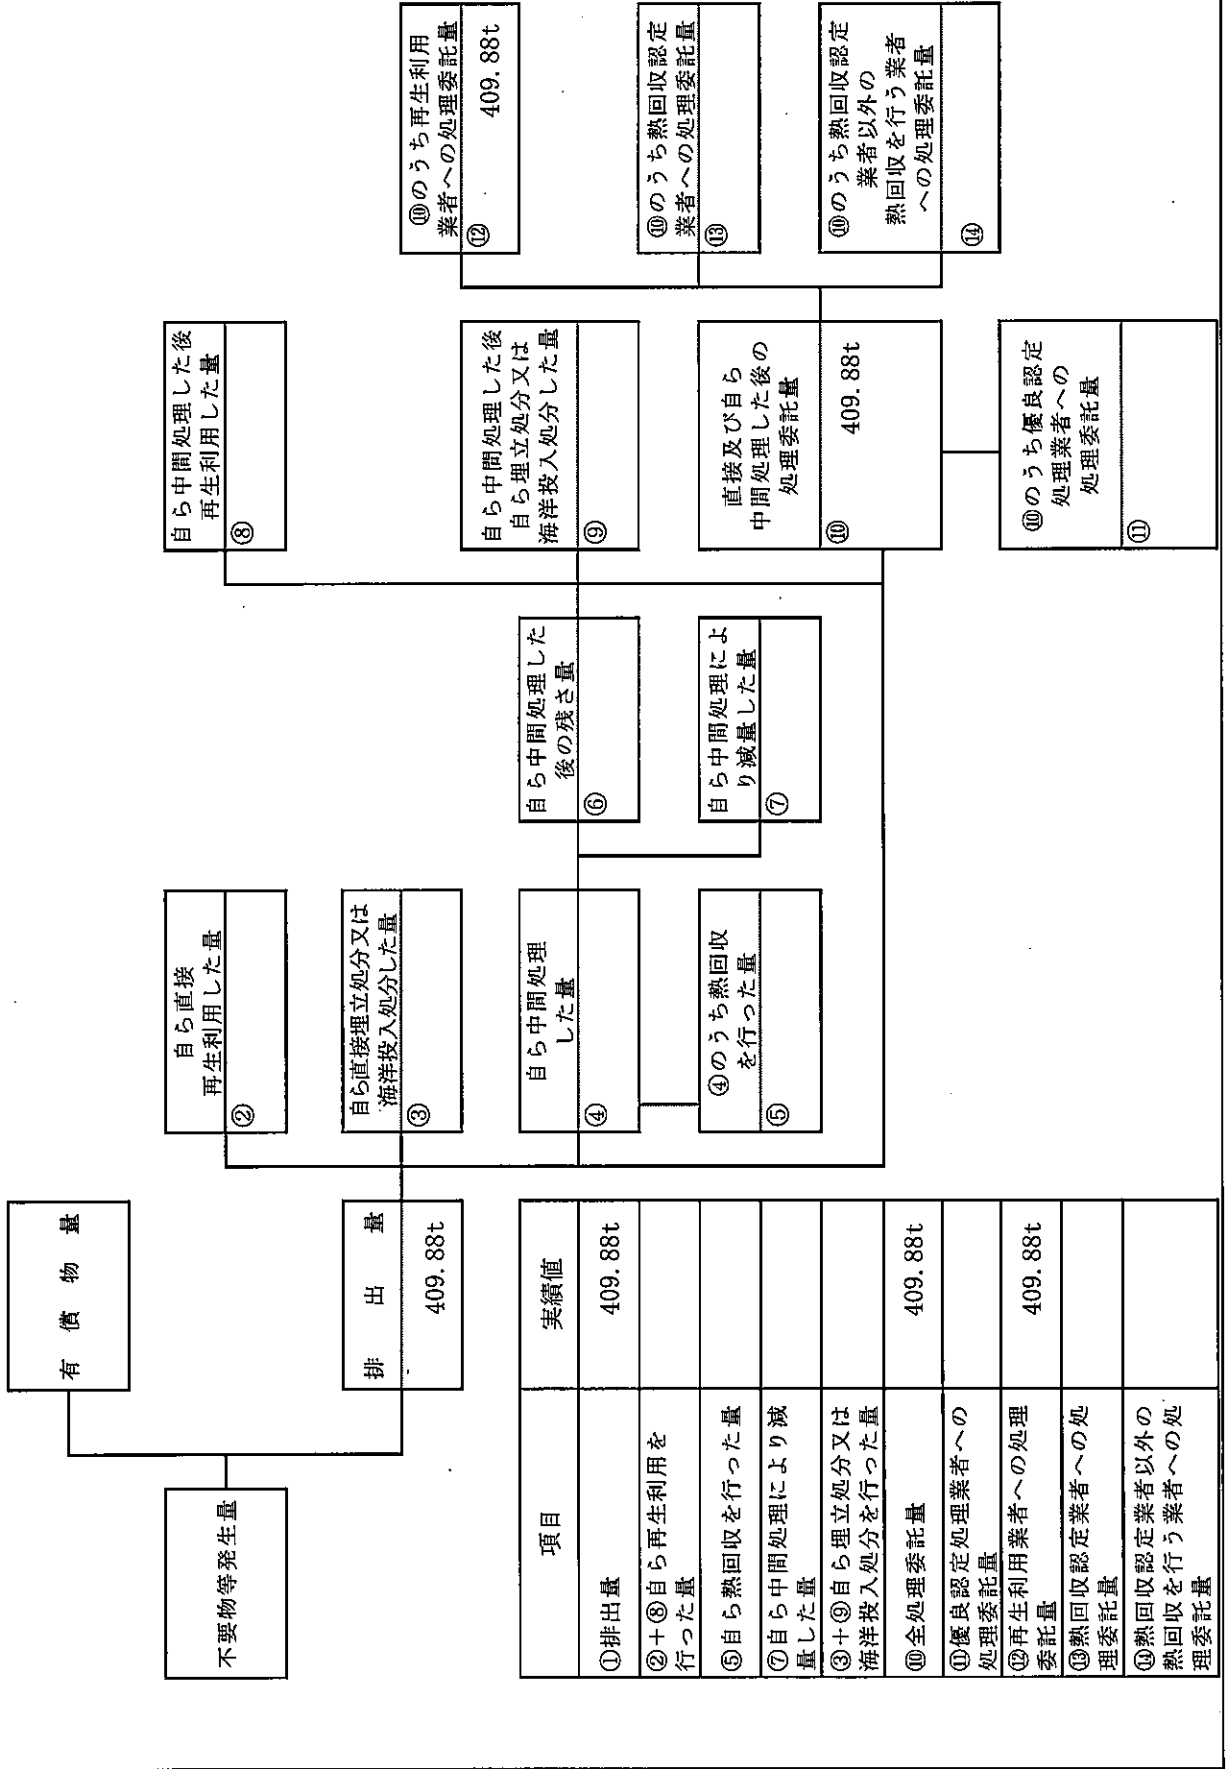 有償物量
不要物等発生量
排出量
409.88t
自ら直接
再生利用した量
②
自ら直接埋立処分又は
海洋投入処分した量
③
自ら中間処理
した量
④
④のうち熱回収
を行った量
⑤
自ら中間処理した
後の残さ量
⑥
自ら中間処理によ
り減量した量
⑦
自ら中間処理した後
再生利用した量
⑧
自ら中間処理した後
自ら埋立処分又は
海洋投入処分した量
⑨
直接及び自ら
中間処理した後の
処理委託量
⑩
409.88t
⑩のうち優良認定
処理業者への
処理委託量
⑪
⑩のうち再生利用
業者への処理委託量
⑫ 409.88t
⑩のうち熱回収認定
業者への処理委託量
⑬
⑩のうち熱回収認定
業者以外の
熱回収を行う業者
への処理委託量
⑭
項目 実績値
①排出量 409.88t
②+⑧自ら再生利用を
行った量
⑤自ら熱回収を行った量
⑦自ら中間処理により減
量した量
③+⑨自ら埋立処分又は
海洋投入処分を行った量
⑩全処理委託量 409.88t
⑪優良認定処理業者への
処理委託量
⑫再生利用業者への処理
委託量 409.88t
⑬熱回収認定業者への処
理委託量
⑭熱回収認定業者以外の
熱回収を行う業者への処
理委託量